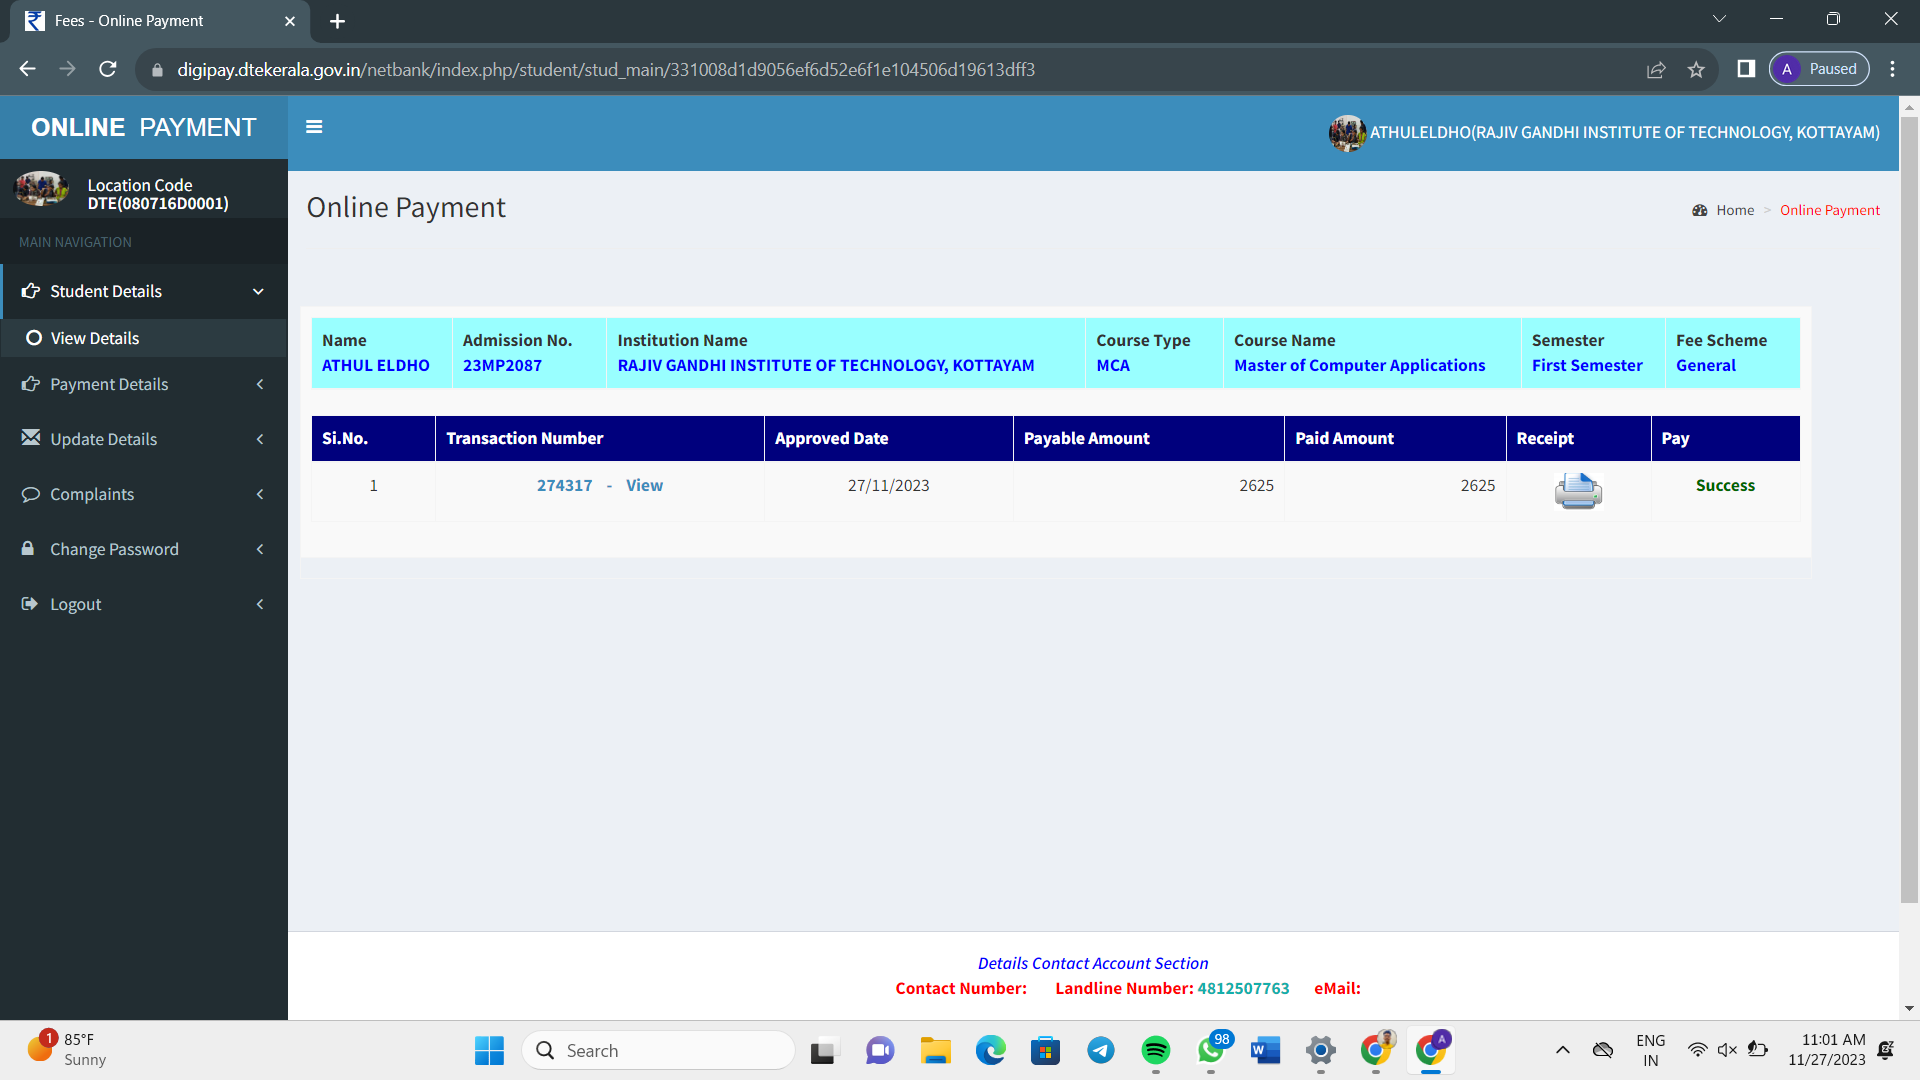 Fees - Online Payment
digipay.dtekerala.gov.in/netbank/index.php/student/stud_main/331008d1d9056ef6d52e6f1e104506d19613dff3
A Paused
ONLINE PAYMENT
ATHULELDHO(RAJIV GANDHI INSTITUTE OF TECHNOLOGY, KOTTAYAM)
Location Code
DTE(080716D0001)
MAIN NAVIGATION
Student Details
View Details
Payment Details
Update Details
Complaints
Change Password
Logout
Online Payment
Home > Online Payment
Name Admission No. Institution Name Course Type Course Name Semester Fee Scheme
ATHUL ELDHO 23MP2087 RAJIV GANDHI INSTITUTE OF TECHNOLOGY, KOTTAYAM MCA Master of Computer Applications First Semester General
Si.No. Transaction Number Approved Date Payable Amount Paid Amount Receipt Pay
1 274317 - View 27/11/2023 2625 2625 Success
Details Contact Account Section
Contact Number: Landline Number: 4812507763 eMail:
1 85°F
Sunny
Search
98
A
ENG
IN
11:01 AM
11/27/2023